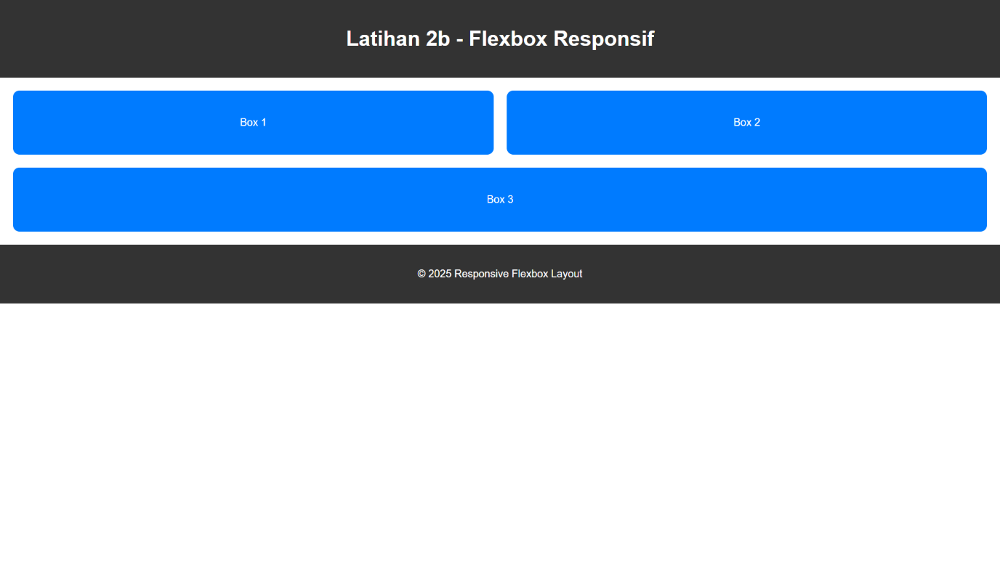 Latihan 2b - Flexbox Responsif
Box 1
Box 2
Box 3
© 2025 Responsive Flexbox Layout